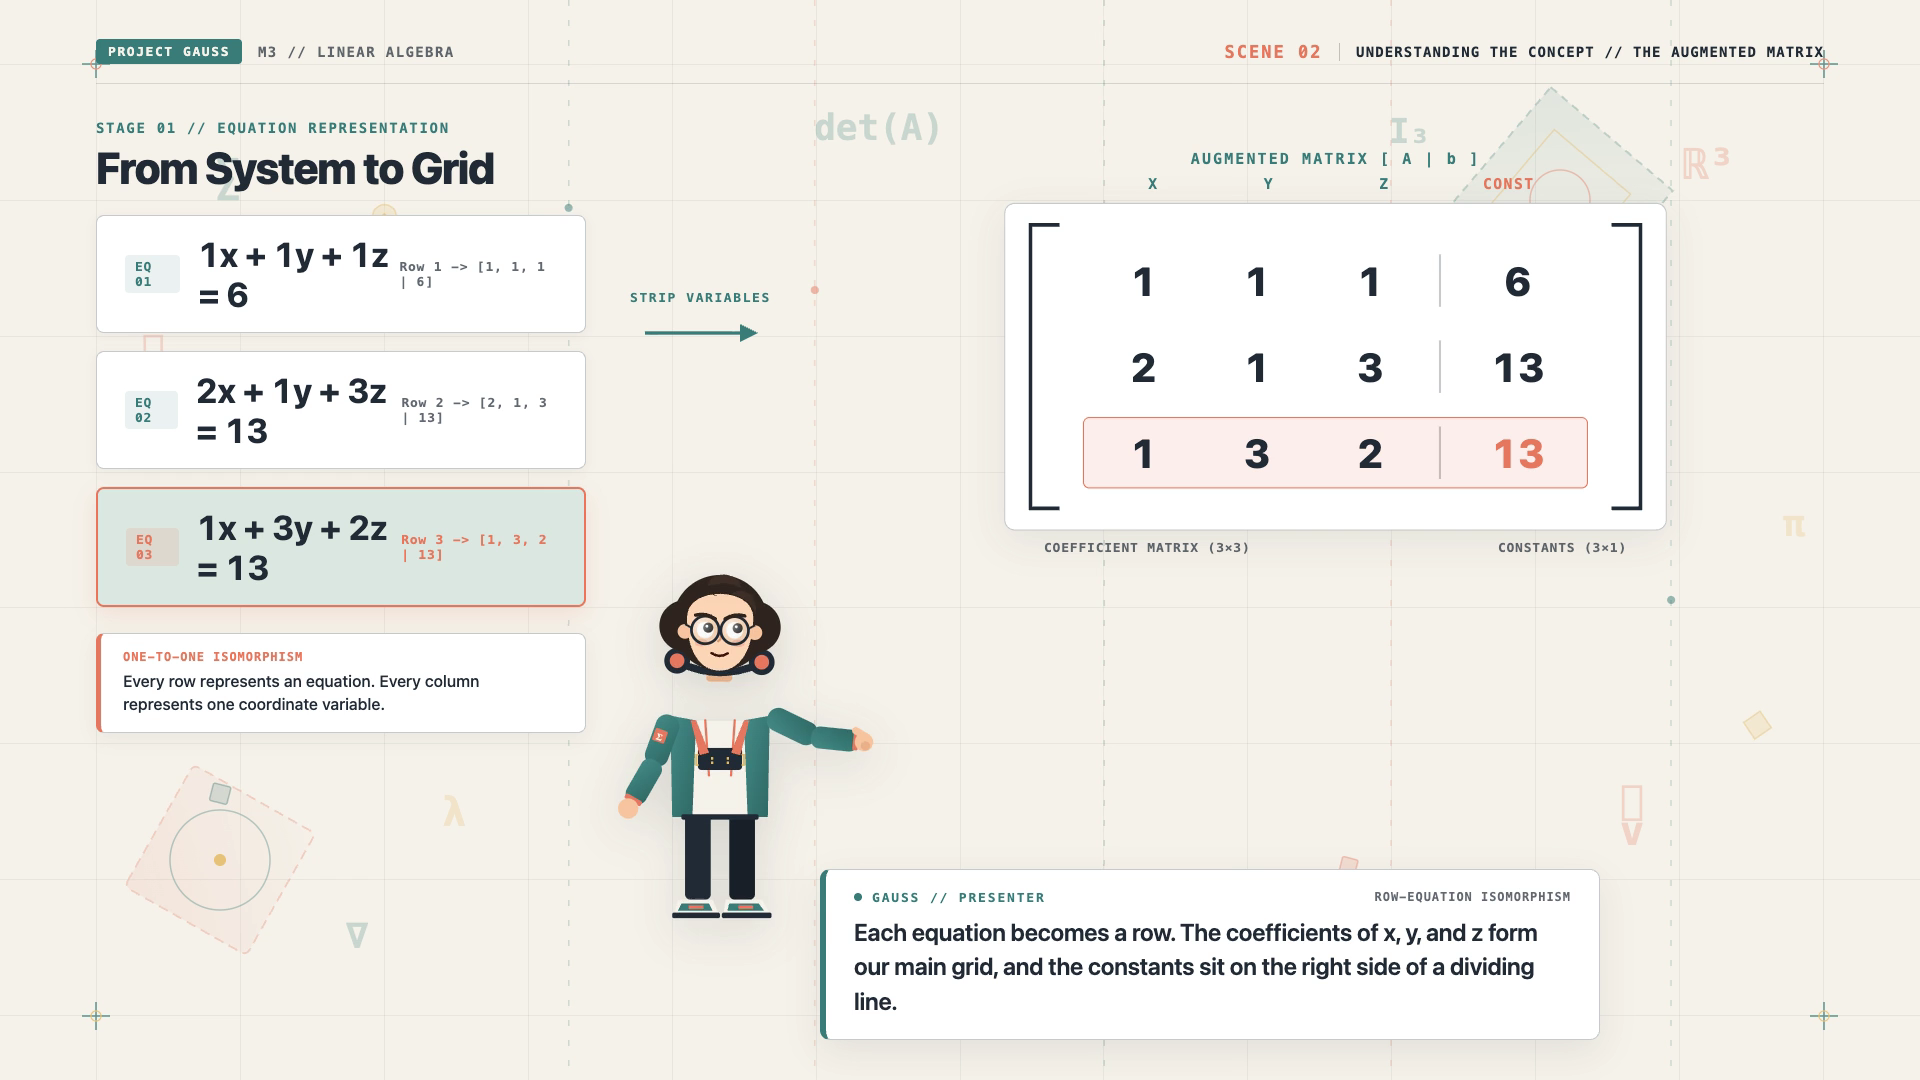 PROJECT GAUSS
M3 // LINEAR ALGEBRA
SCENE 02
UNDERSTANDING THE CONCEPT // THE AUGMENTED MATRIX
STAGE 01 // EQUATION REPRESENTATION
From System to Grid
EQ
01
1x + 1y + 1z
= 6
Row 1 -> [1, 1, 1
| 6]
EQ
02
2x + 1y + 3z
= 13
Row 2 -> [2, 1, 3
| 13]
EQ
03
1x + 3y + 2z
= 13
Row 3 -> [1, 3, 2
| 13]
ONE-TO-ONE ISOMORPHISM
Every row represents an equation. Every column
represents one coordinate variable.
STRIP VARIABLES
det(A)
I₃
ℝ³
AUGMENTED MATRIX [ A | b ]
X Y Z CONST
1 1 1 6
2 1 3 13
1 3 2 13
COEFFICIENT MATRIX (3×3)
CONSTANTS (3×1)
π
λ
∇
Σ
GAUSS // PRESENTER
ROW-EQUATION ISOMORPHISM
Each equation becomes a row. The coefficients of x, y, and z form
our main grid, and the constants sit on the right side of a dividing
line.